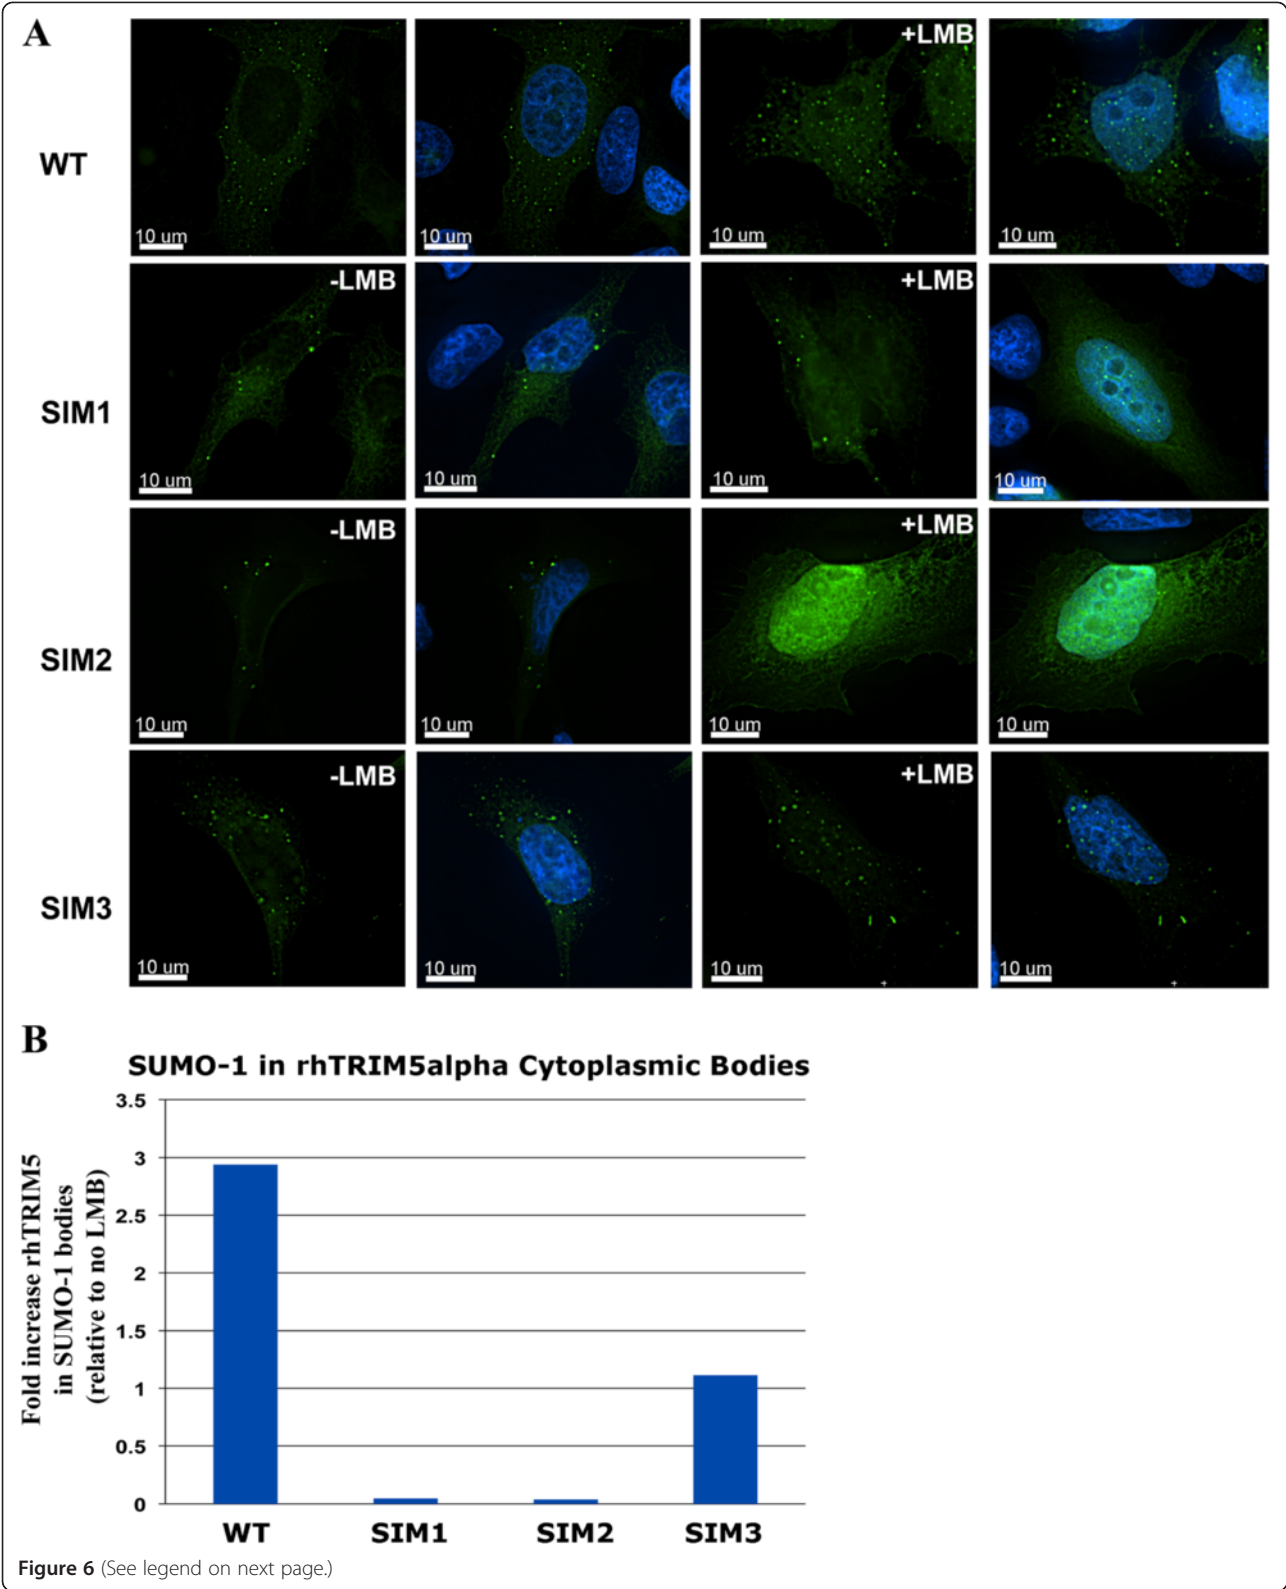 A
+LMB
WT
10 um
10 um
10 um
10 um
-LMB
+LMB
SIM1
10 um
10 um
10 um
10 um
-LMB
+LMB
SIM2
10 um
10 um
10 um
10 um
-LMB
+LMB
SIM3
10 um
10 um
10 um
10 um
B
SUMO-1 in rhTRIM5alpha Cytoplasmic Bodies
Fold increase rhTRIM5
in SUMO-1 bodies
(relative to no LMB)
3.5
3
2.5
2
1.5
1
0.5
0
WT SIM1 SIM2 SIM3
Figure 6 (See legend on next page.)